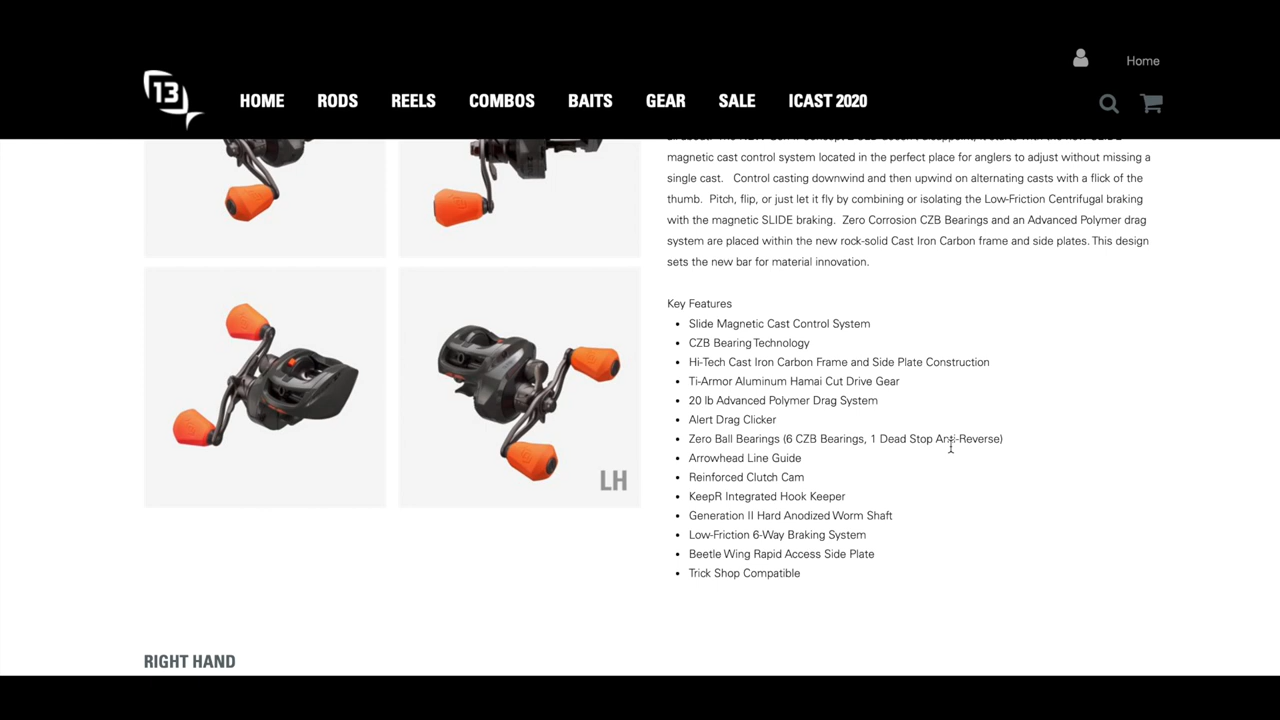 Home
13
HOME RODS REELS COMBOS BAITS GEAR SALE ICAST 2020
magnetic cast control system located in the perfect place for anglers to adjust without missing a
single cast. Control casting downwind and then upwind on alternating casts with a flick of the
thumb. Pitch, flip, or just let it fly by combining or isolating the Low-Friction Centrifugal braking
with the magnetic SLIDE braking. Zero Corrosion CZB Bearings and an Advanced Polymer drag
system are placed within the new rock-solid Cast Iron Carbon frame and side plates. This design
sets the new bar for material innovation.
Key Features
• Slide Magnetic Cast Control System
• CZB Bearing Technology
• Hi-Tech Cast Iron Carbon Frame and Side Plate Construction
• Ti-Armor Aluminum Hamai Cut Drive Gear
• 20 lb Advanced Polymer Drag System
• Alert Drag Clicker
• Zero Ball Bearings (6 CZB Bearings, 1 Dead Stop Anti-Reverse)
• Arrowhead Line Guide
• Reinforced Clutch Cam
• KeepR Integrated Hook Keeper
• Generation II Hard Anodized Worm Shaft
• Low-Friction 6-Way Braking System
• Beetle Wing Rapid Access Side Plate
• Trick Shop Compatible
LH
RIGHT HAND